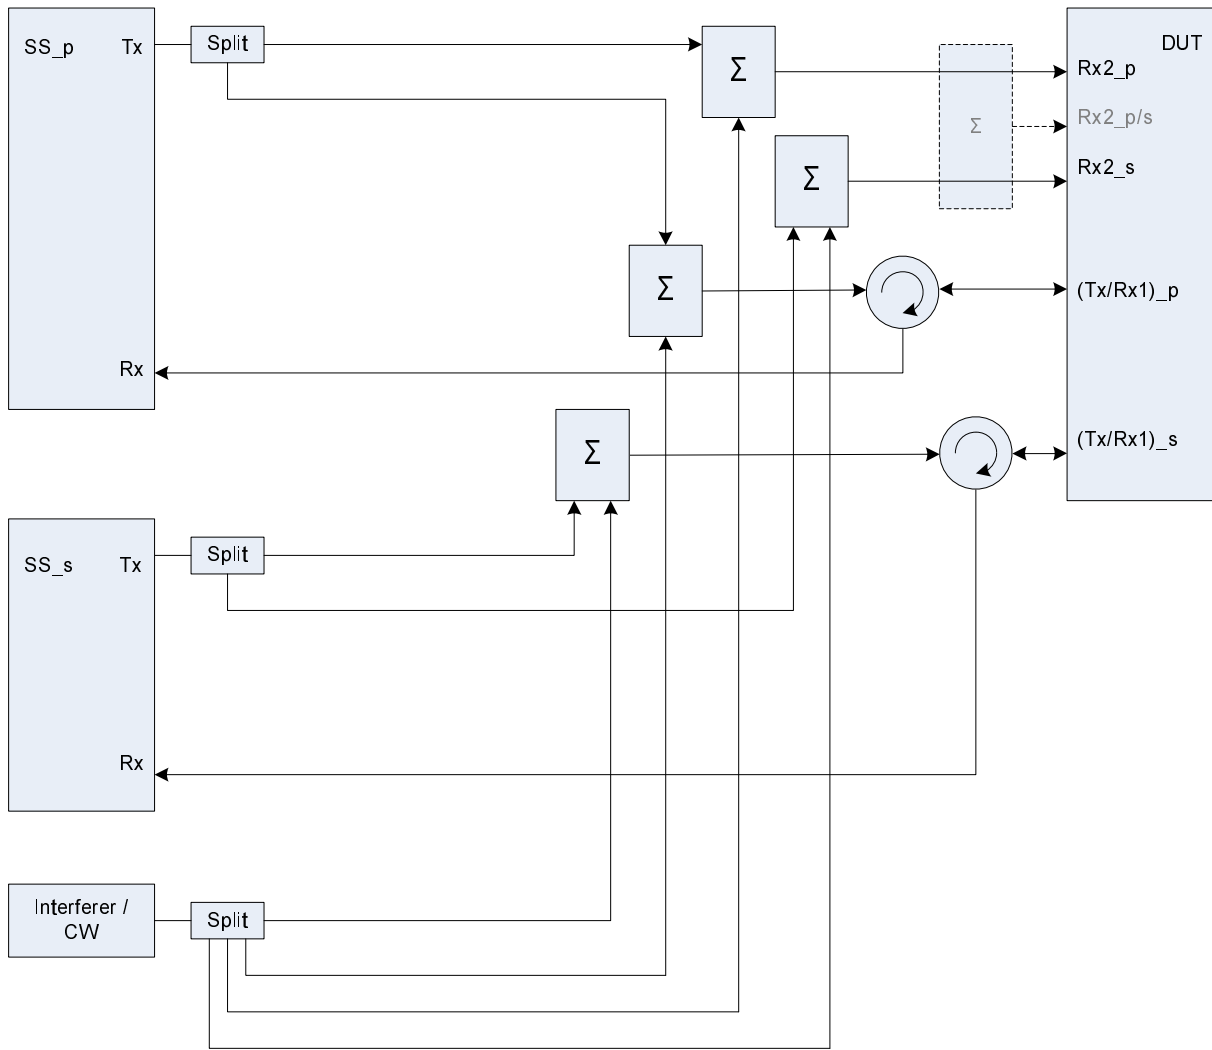 SS_p
Tx
Split
Σ
DUT
Rx2_p
Σ
Rx2_p/s
Σ
Rx2_s
Σ
(Tx/Rx1)_p
Rx
Σ
(Tx/Rx1)_s
SS_s
Tx
Split
Rx
Interferer /
CW
Split